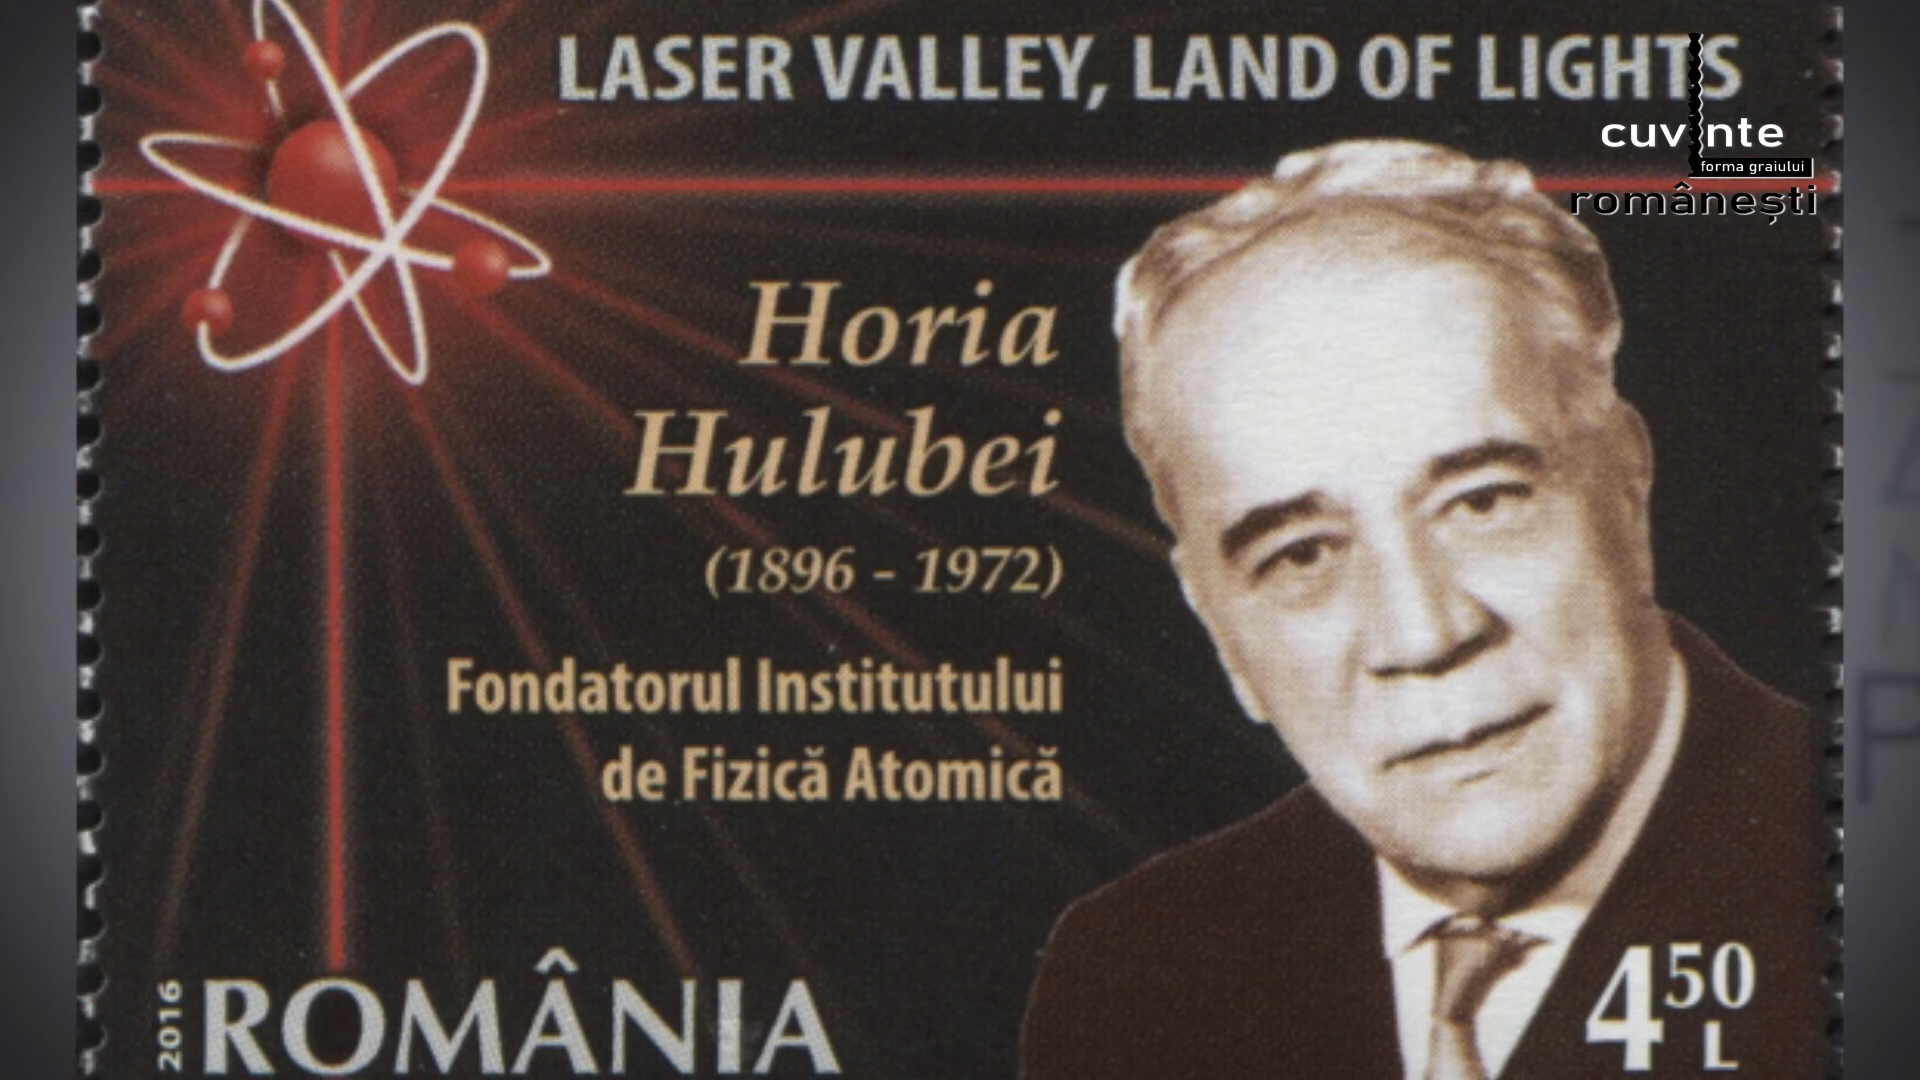 LASER VALLEY, LAND OF LIGHTS
cuvinte
forma graiului
românești
Horia
Hulubei
(1896 - 1972)
Fondatorul Institutului
de Fizică Atomică
2016
ROMÂNIA
4 50
L